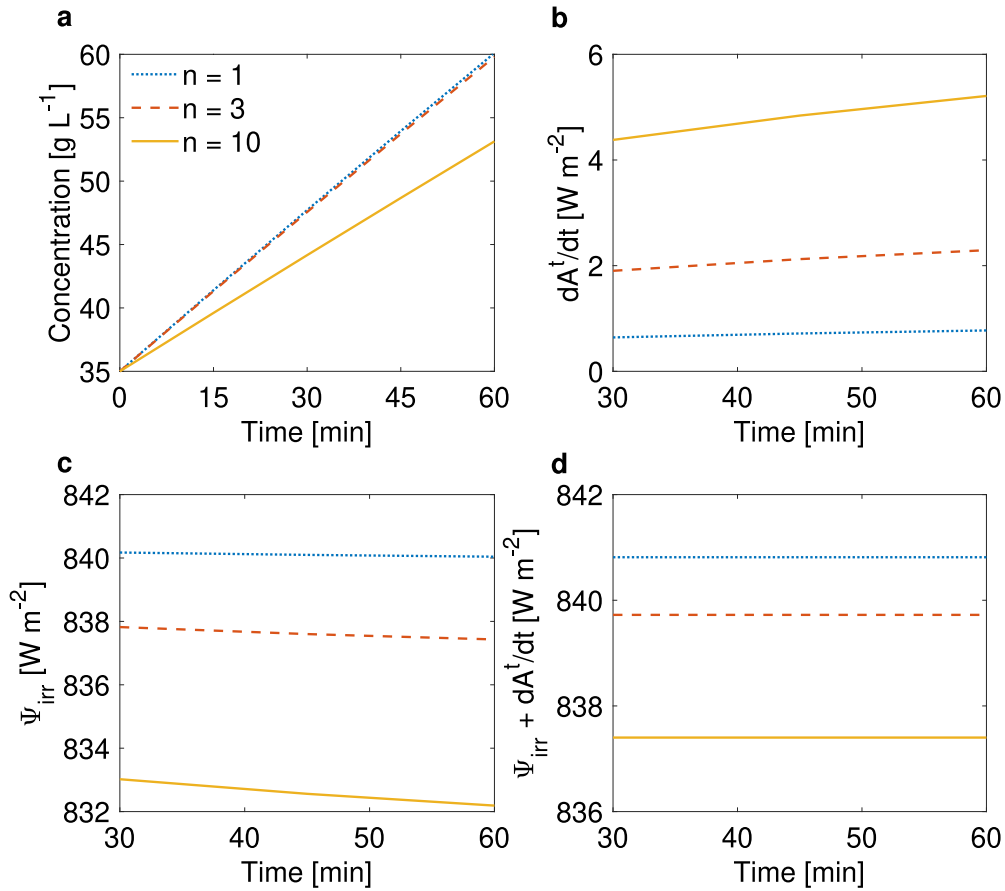 a
Concentration [g L⁻¹]
60
55
50
45
40
35
n = 1
n = 3
n = 10
0 15 30 45 60
Time [min]
b
dAᵗ/dt [W m⁻²]
6
4
2
0
30 40 50 60
Time [min]
c
Ψᵢᵣᵣ [W m⁻²]
842
840
838
836
834
832
30 40 50 60
Time [min]
d
Ψᵢᵣᵣ + dAᵗ/dt [W m⁻²]
842
840
838
836
30 40 50 60
Time [min]